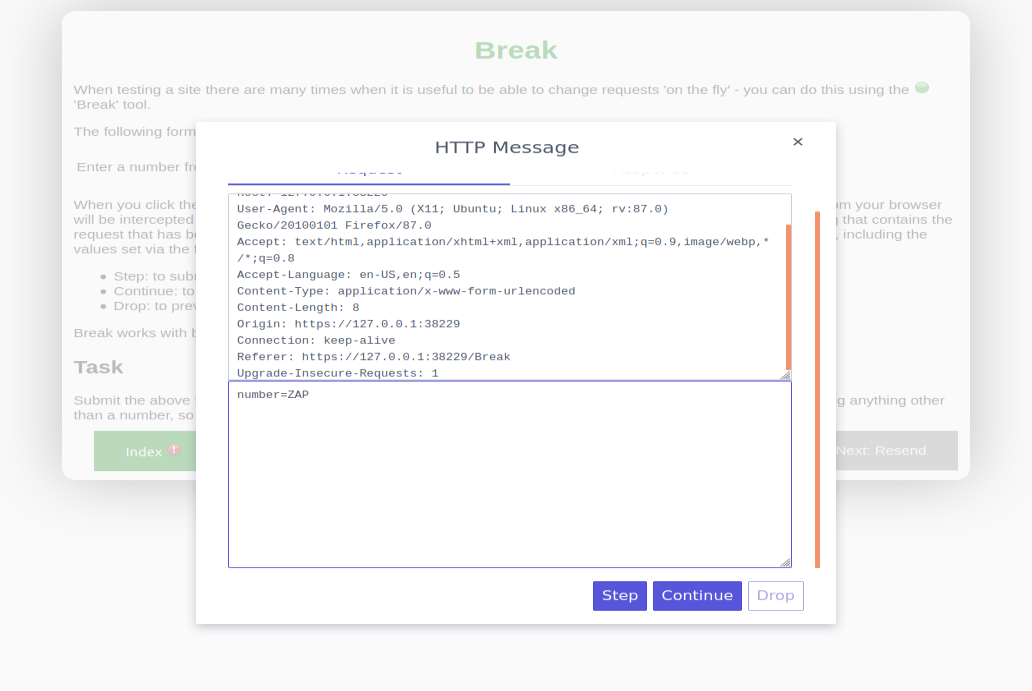 Break
When testing a site there are many times when it is useful to be able to change requests 'on the fly' - you can do this using the
'Break' tool.
The following form
Enter a number
When you click the
om your browser
will be intercepted
that contains the
request that has
, including the
values set via the
Step: to
Continue: to
Drop: to
Break works with
Task
Submit the above
anything other
than a number, so
Index
Next: Resend
HTTP Message
×
Request
User-Agent: Mozilla/5.0 (X11; Ubuntu; Linux x86_64; rv:87.0)
Gecko/20100101 Firefox/87.0
Accept: text/html,application/xhtml+xml,application/xml;q=0.9,image/webp,*
/*;q=0.8
Accept-Language: en-US,en;q=0.5
Content-Type: application/x-www-form-urlencoded
Content-Length: 8
Origin: https://127.0.0.1:38229
Connection: keep-alive
Referer: https://127.0.0.1:38229/Break
Upgrade-Insecure-Requests: 1
number=ZAP
Step
Continue
Drop